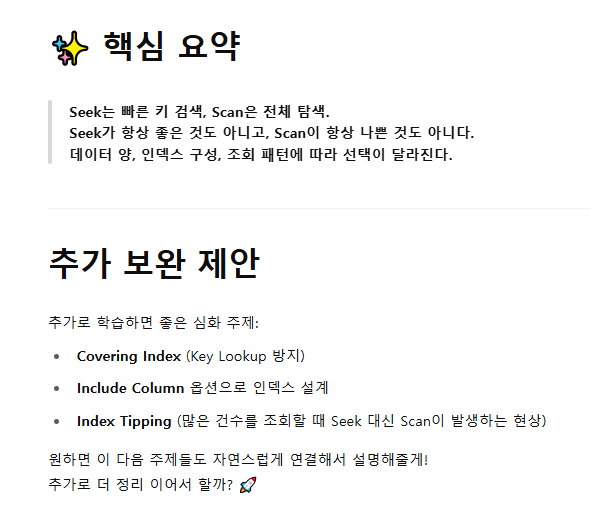 ✨ 핵심 요약
Seek는 빠른 키 검색, Scan은 전체 탐색.
Seek가 항상 좋은 것도 아니고, Scan이 항상 나쁜 것도 아니다.
데이터 양, 인덱스 구성, 조회 패턴에 따라 선택이 달라진다.
추가 보완 제안
추가로 학습하면 좋은 심화 주제:
• Covering Index (Key Lookup 방지)
• Include Column 옵션으로 인덱스 설계
• Index Tipping (많은 건수를 조회할 때 Seek 대신 Scan이 발생하는 현상)
원하면 이 다음 주제들도 자연스럽게 연결해서 설명해줄게!
추가로 더 정리 이어서 할까? 🚀